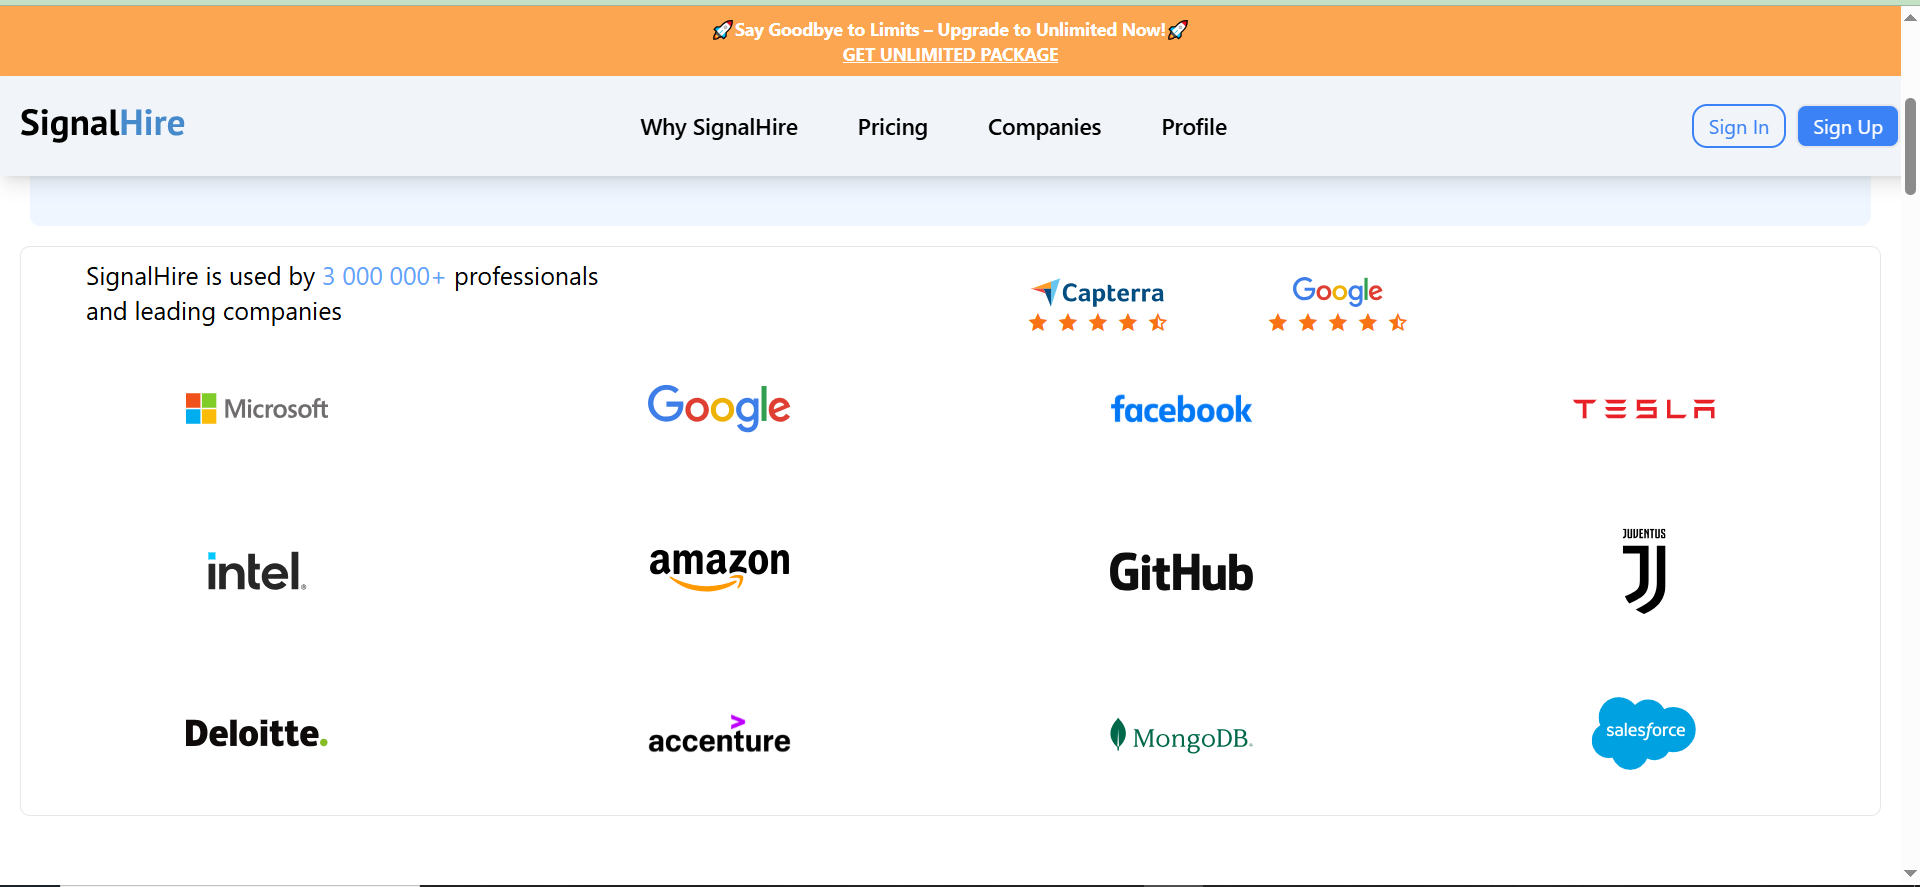 🚀Say Goodbye to Limits – Upgrade to Unlimited Now!🚀
GET UNLIMITED PACKAGE
SignalHire
Why SignalHire
Pricing
Companies
Profile
Sign In
Sign Up
SignalHire is used by 3 000 000+ professionals
and leading companies
Capterra
Google
Microsoft
Google
facebook
TESLA
intel®
amazon
GitHub
JUVENTUS
Deloitte.
accenture
MongoDB®
salesforce